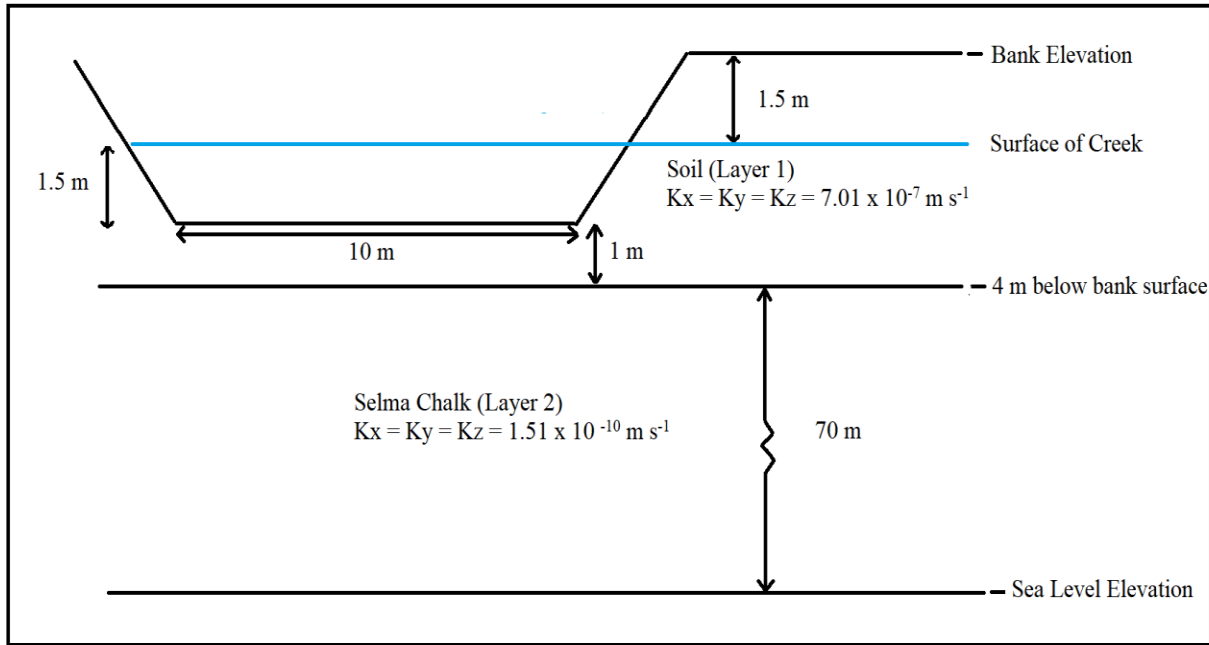 Bank Elevation
1.5 m
Surface of Creek
1.5 m
Soil (Layer 1)
Kx = Ky = Kz = 7.01 x 10⁻⁷ m s⁻¹
10 m
1 m
4 m below bank surface
Selma Chalk (Layer 2)
Kx = Ky = Kz = 1.51 x 10 ⁻¹⁰ m s⁻¹
70 m
Sea Level Elevation